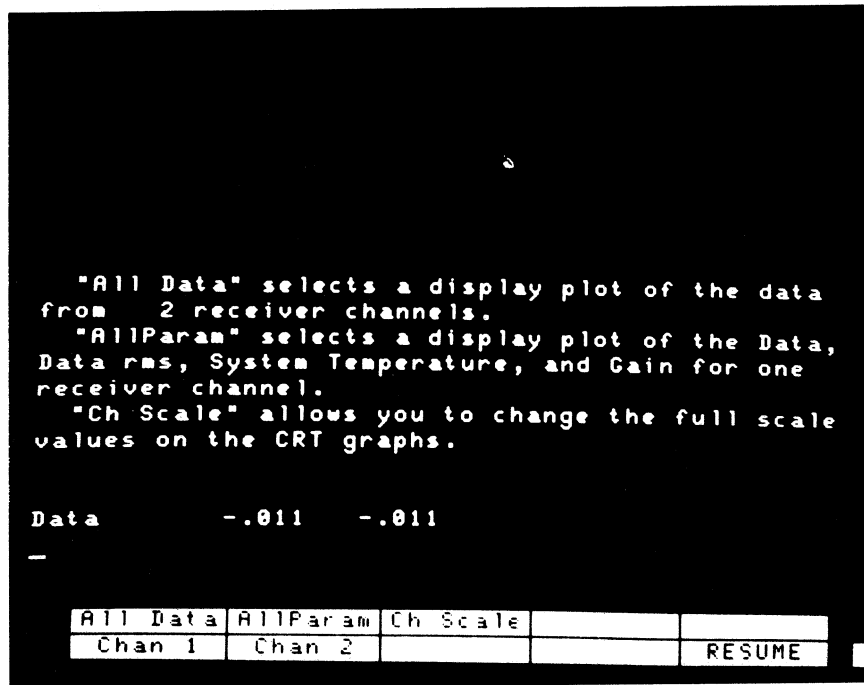 "All Data" selects a display plot of the data
from 2 receiver channels.
"AllParam" selects a display plot of the Data,
Data rms, System Temperature, and Gain for one
receiver channel.
"Ch Scale" allows you to change the full scale
values on the CRT graphs.
Data -.011 -.011
All Data AllParam Ch Scale
Chan 1 Chan 2 RESUME